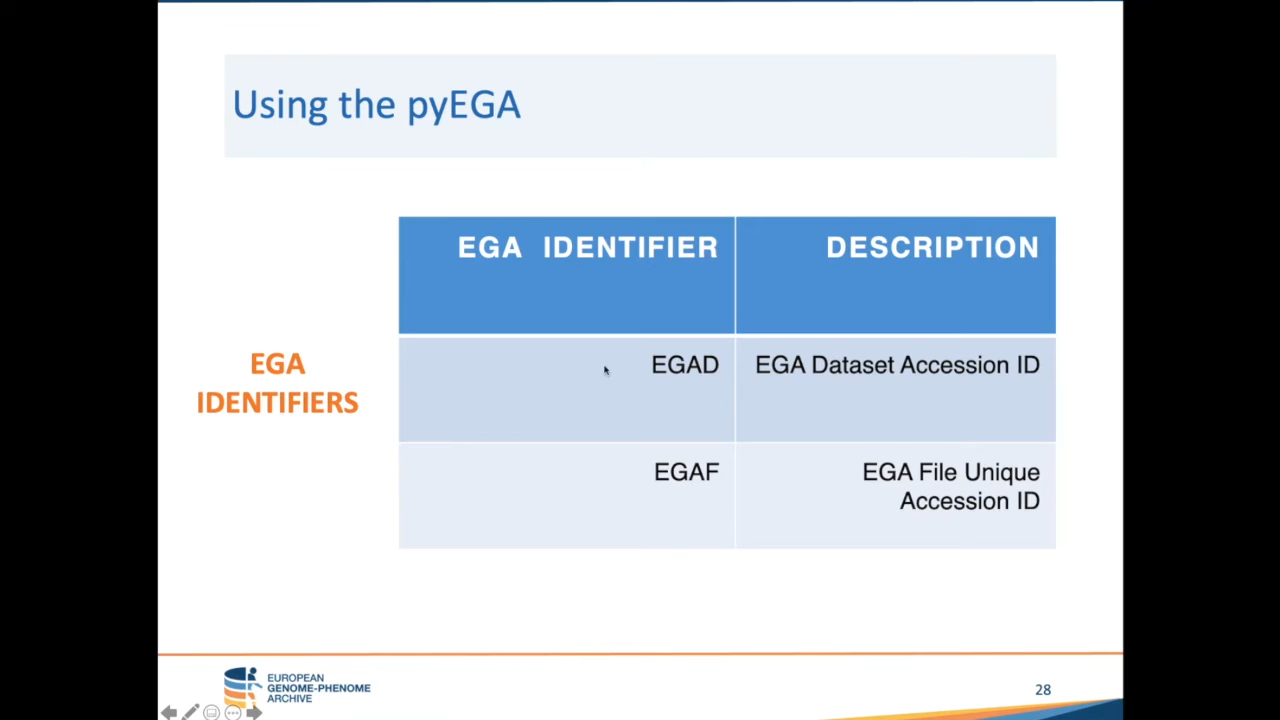 Using the pyEGA
EGA IDENTIFIER DESCRIPTION
EGA
IDENTIFIERS
EGAD EGA Dataset Accession ID
EGAF EGA File Unique
Accession ID
EUROPEAN
GENOME-PHENOME
ARCHIVE
28